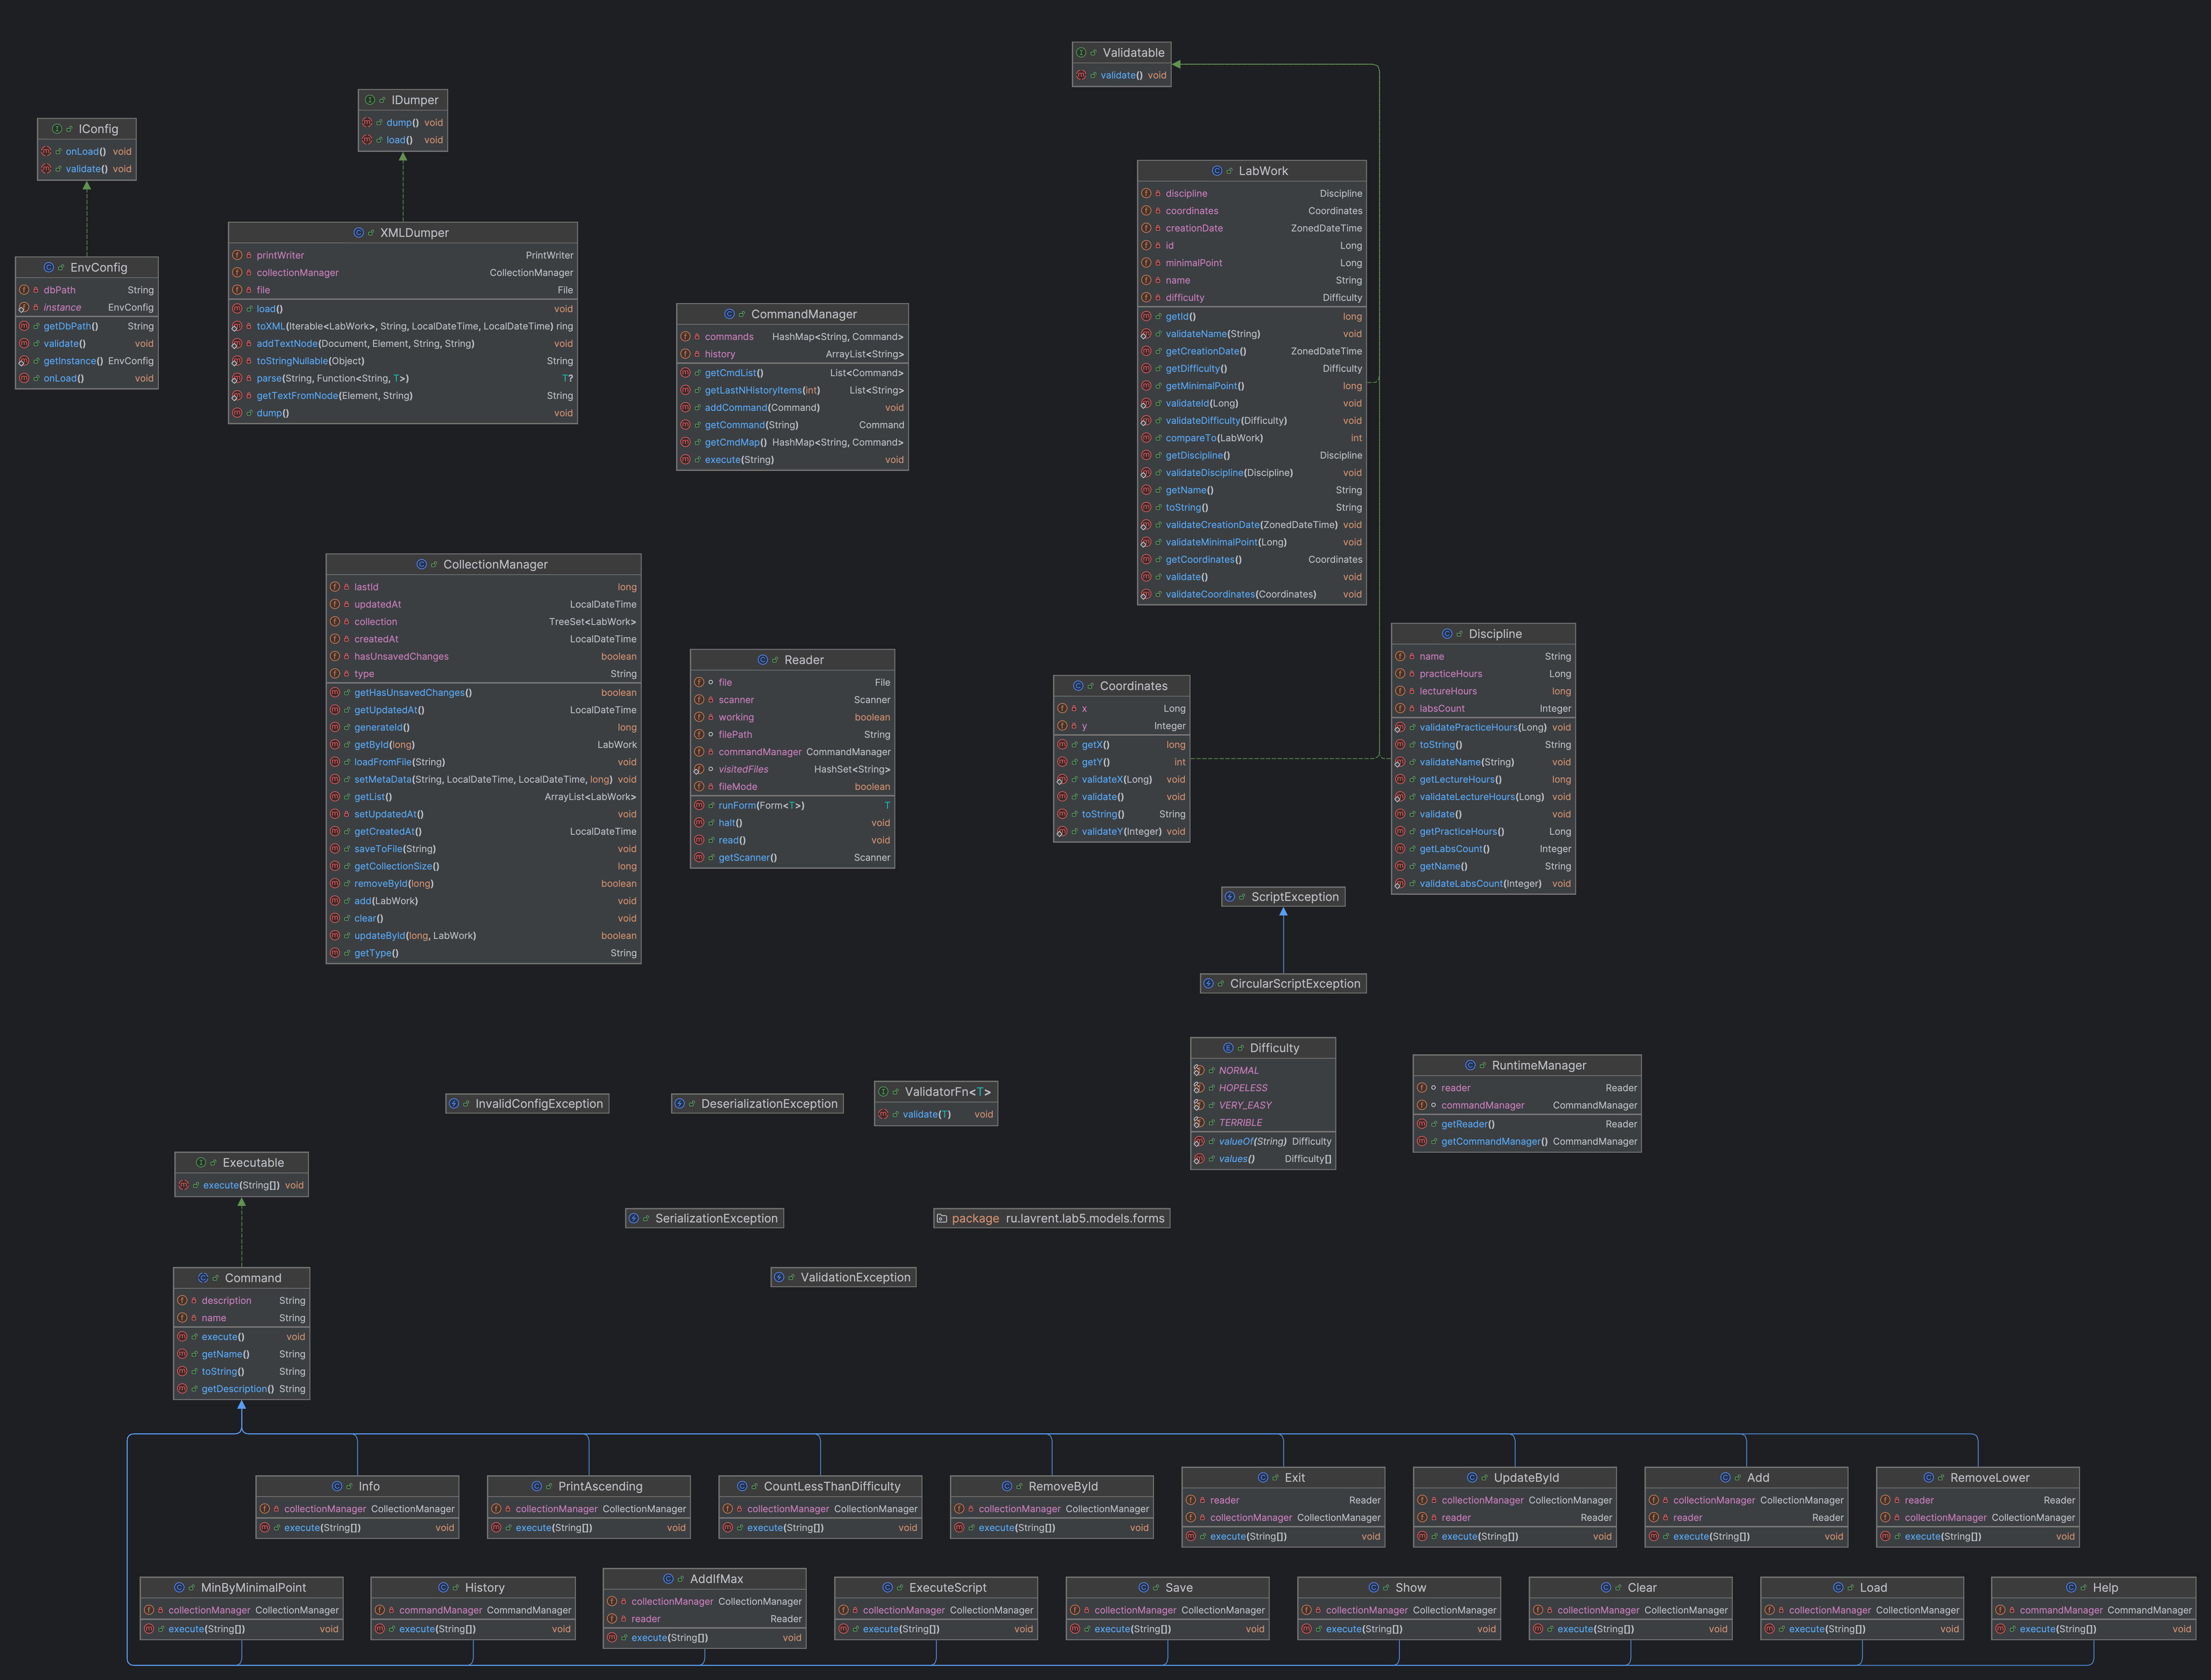 Validatable
validate() void
IDumper
dump() void
load() void
IConfig
onLoad() void
validate() void
LabWork
discipline Discipline
coordinates Coordinates
creationDate ZonedDateTime
id Long
minimalPoint Long
name String
difficulty Difficulty
getId() long
validateName(String) void
getCreationDate() ZonedDateTime
getDifficulty() Difficulty
getMinimalPoint() long
validateId(Long) void
validateDifficulty(Difficulty) void
compareTo(LabWork) int
getDiscipline() Discipline
validateDiscipline(Discipline) void
getName() String
toString() String
validateCreationDate(ZonedDateTime) void
validateMinimalPoint(Long) void
getCoordinates() Coordinates
validate() void
validateCoordinates(Coordinates) void
XMLDumper
printWriter PrintWriter
collectionManager CollectionManager
file File
load() void
toXML(Iterable<LabWork>, String, LocalDateTime, LocalDateTime) ring
addTextNode(Document, Element, String, String) void
toStringNullable(Object) String
parse(String, Function<String, T>) T?
getTextFromNode(Element, String) String
dump() void
EnvConfig
dbPath String
instance EnvConfig
getDbPath() String
validate() void
getInstance() EnvConfig
onLoad() void
CommandManager
commands HashMap<String, Command>
history ArrayList<String>
getCmdList() List<Command>
getLastNHistoryItems(int) List<String>
addCommand(Command) void
getCommand(String) Command
getCmdMap() HashMap<String, Command>
execute(String) void
CollectionManager
lastId long
updatedAt LocalDateTime
collection TreeSet<LabWork>
createdAt LocalDateTime
hasUnsavedChanges boolean
type String
getHasUnsavedChanges() boolean
getUpdatedAt() LocalDateTime
generateId() long
getById(long) LabWork
loadFromFile(String) void
setMetaData(String, LocalDateTime, LocalDateTime, long) void
getList() ArrayList<LabWork>
setUpdatedAt() void
getCreatedAt() LocalDateTime
saveToFile(String) void
getCollectionSize() long
removeById(long) boolean
add(LabWork) void
clear() void
updateById(long, LabWork) boolean
getType() String
Reader
file File
scanner Scanner
working boolean
filePath String
commandManager CommandManager
visitedFiles HashSet<String>
fileMode boolean
runForm(Form<T>) T
halt() void
read() void
getScanner() Scanner
Coordinates
x Long
y Integer
getX() long
getY() int
validateX(Long) void
validate() void
toString() String
validateY(Integer) void
Discipline
name String
practiceHours Long
lectureHours long
labsCount Integer
validatePracticeHours(Long) void
toString() String
validateName(String) void
getLectureHours() long
validateLectureHours(Long) void
validate() void
getPracticeHours() Long
getLabsCount() Integer
getName() String
validateLabsCount(Integer) void
ScriptException
CircularScriptException
Difficulty
NORMAL
HOPELESS
VERY_EASY
TERRIBLE
valueOf(String) Difficulty
values() Difficulty[]
RuntimeManager
reader Reader
commandManager CommandManager
getReader() Reader
getCommandManager() CommandManager
InvalidConfigException
DeserializationException
ValidatorFn<T>
validate(T) void
Executable
execute(String[]) void
SerializationException
package ru.lavrent.lab5.models.forms
ValidationException
Command
description String
name String
execute() void
getName() String
toString() String
getDescription() String
Info
collectionManager CollectionManager
execute(String[]) void
PrintAscending
collectionManager CollectionManager
execute(String[]) void
CountLessThanDifficulty
collectionManager CollectionManager
execute(String[]) void
RemoveById
collectionManager CollectionManager
execute(String[]) void
Exit
reader Reader
collectionManager CollectionManager
execute(String[]) void
UpdateById
collectionManager CollectionManager
reader Reader
execute(String[]) void
Add
collectionManager CollectionManager
reader Reader
execute(String[]) void
RemoveLower
reader Reader
collectionManager CollectionManager
execute(String[]) void
MinByMinimalPoint
collectionManager CollectionManager
execute(String[]) void
History
commandManager CommandManager
execute(String[]) void
AddIfMax
collectionManager CollectionManager
reader Reader
execute(String[]) void
ExecuteScript
collectionManager CollectionManager
execute(String[]) void
Save
collectionManager CollectionManager
execute(String[]) void
Show
collectionManager CollectionManager
execute(String[]) void
Clear
collectionManager CollectionManager
execute(String[]) void
Load
collectionManager CollectionManager
execute(String[]) void
Help
commandManager CommandManager
execute(String[]) void